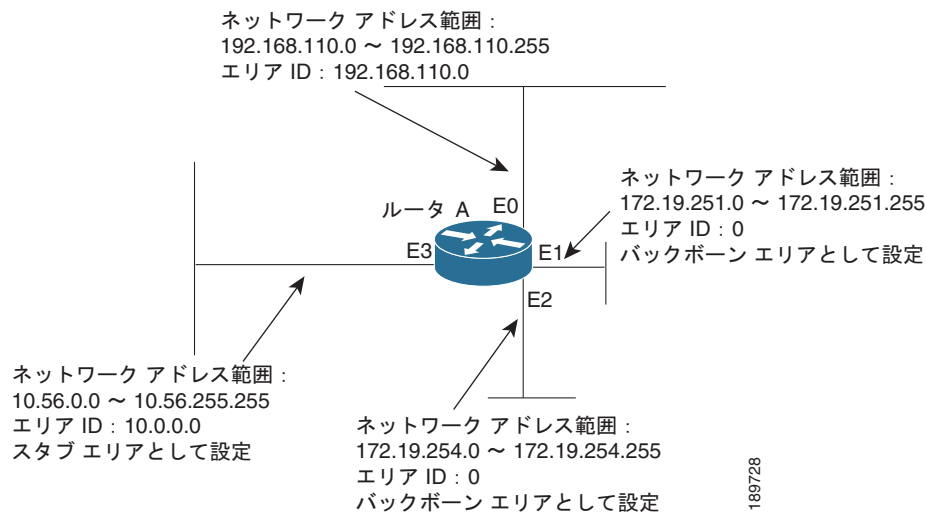 ネットワーク アドレス範囲：
192.168.110.0 ～ 192.168.110.255
エリア ID：192.168.110.0
ネットワーク アドレス範囲：
172.19.251.0 ～ 172.19.251.255
エリア ID：0
バックボーン エリアとして設定
ルータ A
E0
E3
E1
E2
ネットワーク アドレス範囲：
10.56.0.0 ～ 10.56.255.255
エリア ID：10.0.0.0
スタブ エリアとして設定
ネットワーク アドレス範囲：
172.19.254.0 ～ 172.19.254.255
エリア ID：0
バックボーン エリアとして設定
189728